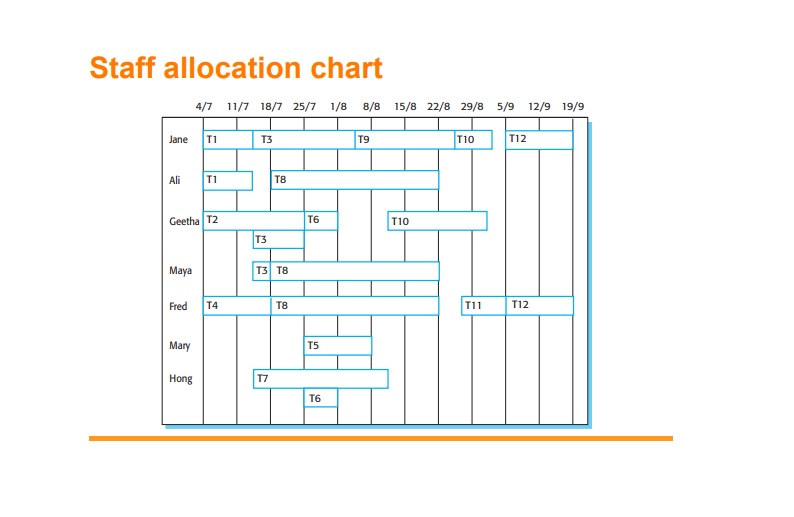 Staff allocation chart
4/7 11/7 18/7 25/7 1/8 8/8 15/8 22/8 29/8 5/9 12/9 19/9
Jane T1 T3 T9 T10 T12
Ali T1 T8
Geetha T2 T6 T10
T3
Maya T3 T8
Fred T4 T8 T11 T12
Mary T5
Hong T7
T6